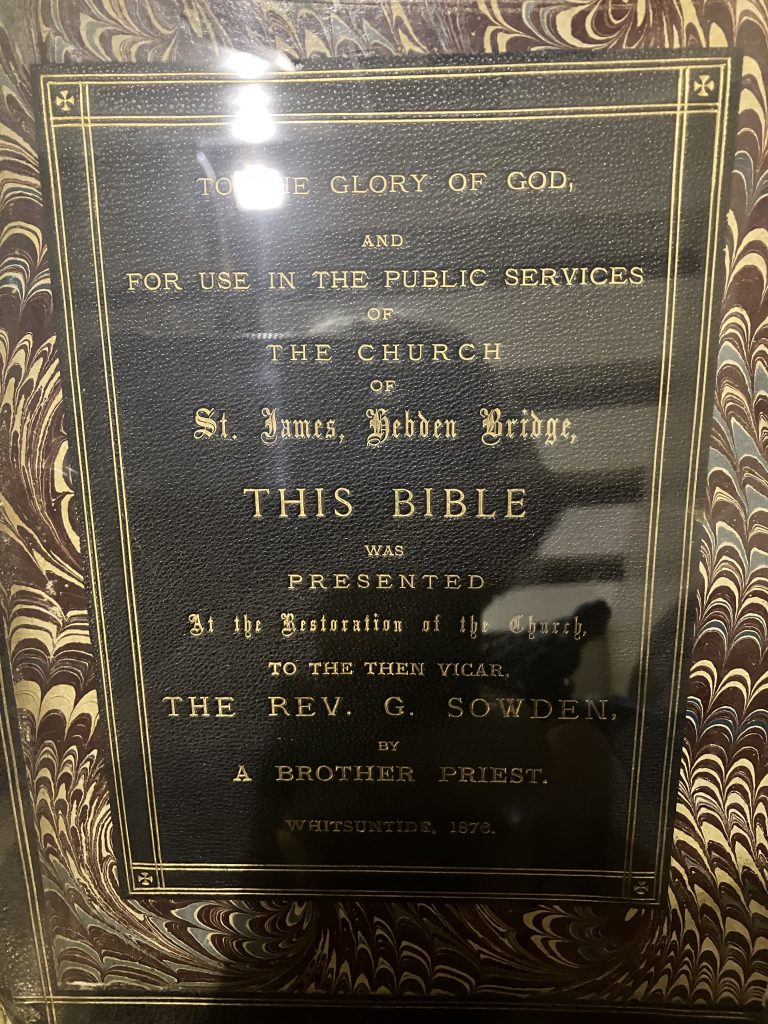 TO THE GLORY OF GOD,
AND
FOR USE IN THE PUBLIC SERVICES
OF
THE CHURCH
OF
St. James, Hebden Bridge,
THIS BIBLE
WAS
PRESENTED
At the Restoration of the Church,
TO THE THEN VICAR,
THE REV. G. SOWDEN,
BY
A BROTHER PRIEST.
WHITSUNTIDE, 1876.